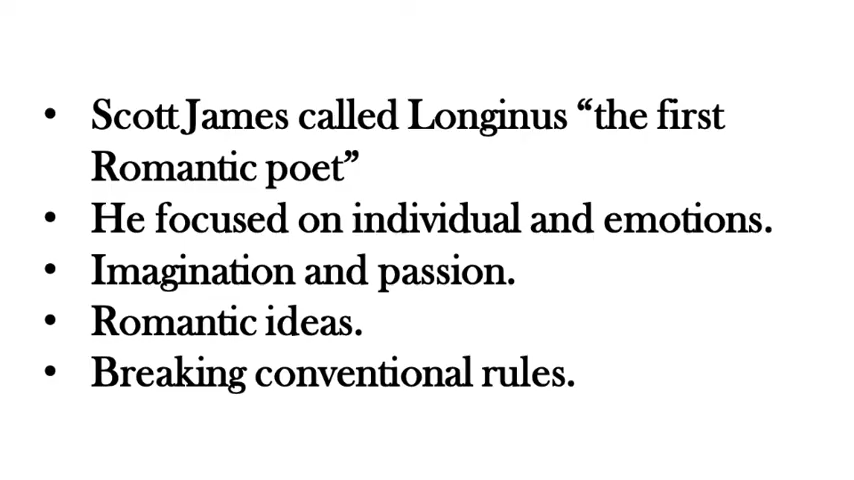 • Scott James called Longinus “the first
Romantic poet”
• He focused on individual and emotions.
• Imagination and passion.
• Romantic ideas.
• Breaking conventional rules.